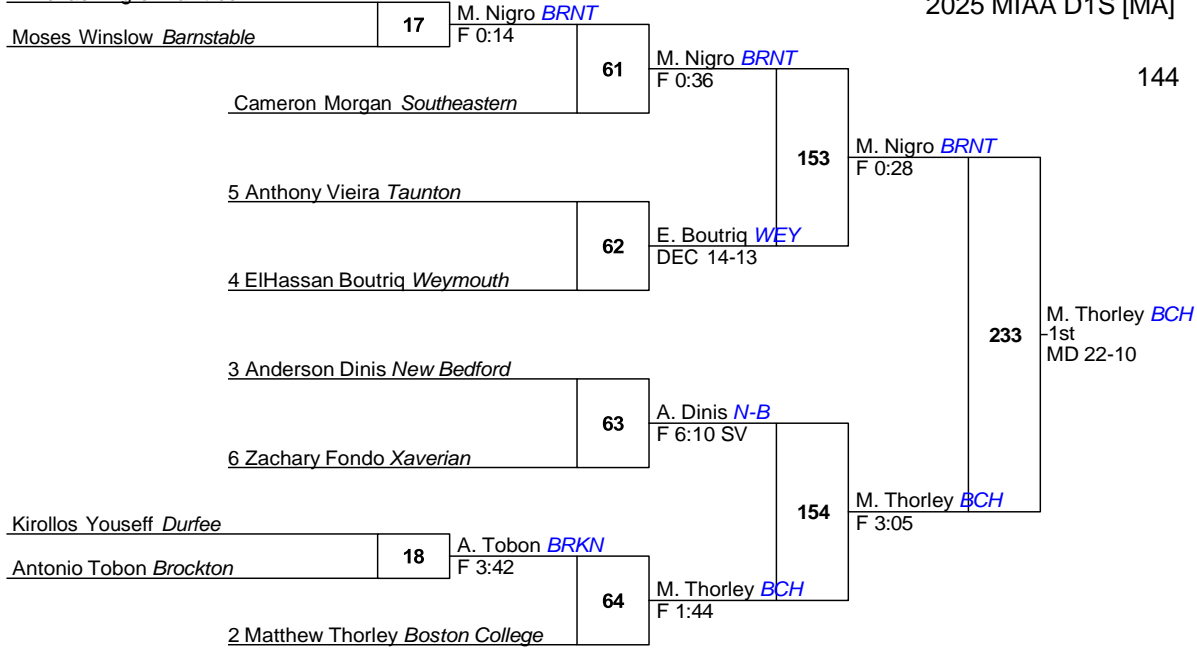 2025 MIAA D1S [MA]
144
Moses Winslow Barnstable
17
M. Nigro BRNT
F 0:14
Cameron Morgan Southeastern
61
M. Nigro BRNT
F 0:36
5 Anthony Vieira Taunton
4 ElHassan Boutriq Weymouth
62
E. Boutriq WEY
DEC 14-13
153
M. Nigro BRNT
F 0:28
3 Anderson Dinis New Bedford
6 Zachary Fondo Xaverian
63
A. Dinis N-B
F 6:10 SV
Kirollos Youseff Durfee
Antonio Tobon Brockton
18
A. Tobon BRKN
F 3:42
2 Matthew Thorley Boston College
64
M. Thorley BCH
F 1:44
154
M. Thorley BCH
F 3:05
233
M. Thorley BCH
1st
MD 22-10